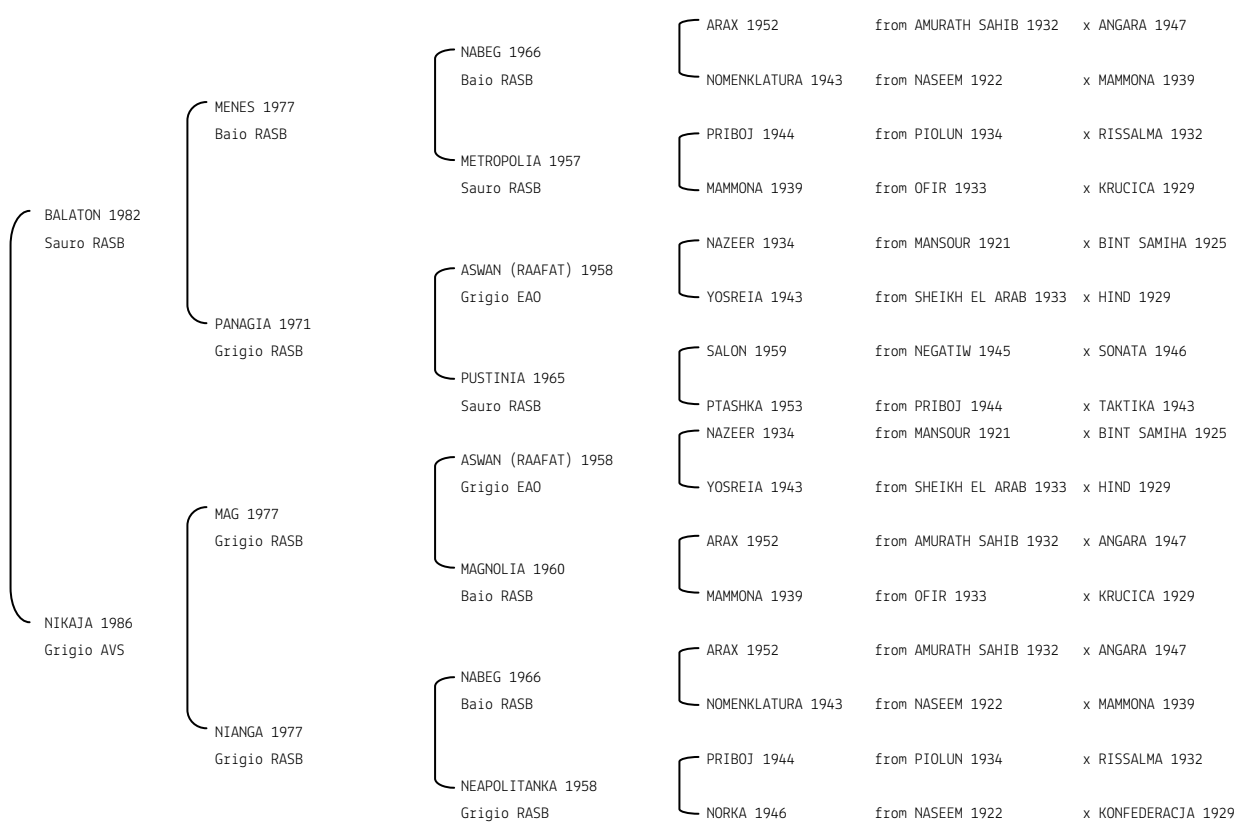 ARAX 1952 from AMURATH SAHIB 1932 x ANGARA 1947
NABEG 1966
Baio RASB NOMENKLATURA 1943 from NASEEM 1922 x MAMMONA 1939
MENES 1977
Baio RASB PRIBOJ 1944 from PIOLUN 1934 x RISSALMA 1932
METROPOLIA 1957
Sauro RASB MAMMONA 1939 from OFIR 1933 x KRUCICA 1929
BALATON 1982
Sauro RASB NAZEER 1934 from MANSOUR 1921 x BINT SAMIHA 1925
ASWAN (RAAFAT) 1958
Grigio EAO YOSREIA 1943 from SHEIKH EL ARAB 1933 x HIND 1929
PANAGIA 1971
Grigio RASB SALON 1959 from NEGATIW 1945 x SONATA 1946
PUSTINIA 1965
Sauro RASB PTASHKA 1953 from PRIBOJ 1944 x TAKTIKA 1943
NAZEER 1934 from MANSOUR 1921 x BINT SAMIHA 1925
ASWAN (RAAFAT) 1958
Grigio EAO YOSREIA 1943 from SHEIKH EL ARAB 1933 x HIND 1929
MAG 1977
Grigio RASB ARAX 1952 from AMURATH SAHIB 1932 x ANGARA 1947
MAGNOLIA 1960
Baio RASB MAMMONA 1939 from OFIR 1933 x KRUCICA 1929
NIKAJA 1986
Grigio AVS ARAX 1952 from AMURATH SAHIB 1932 x ANGARA 1947
NABEG 1966
Baio RASB NOMENKLATURA 1943 from NASEEM 1922 x MAMMONA 1939
NIANGA 1977
Grigio RASB PRIBOJ 1944 from PIOLUN 1934 x RISSALMA 1932
NEAPOLITANKA 1958
Grigio RASB NORKA 1946 from NASEEM 1922 x KONFEDERACJA 1929